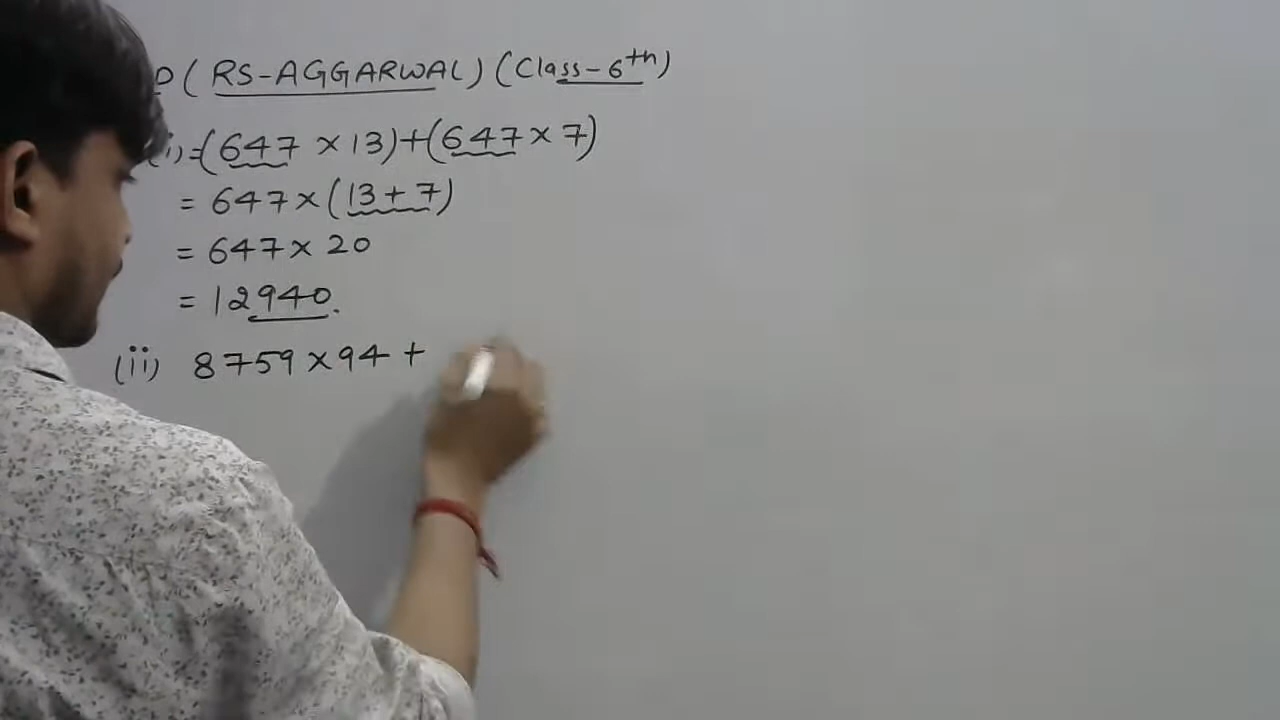 ( RS-AGGARWAL) (Class-6th)
(i) =(647 × 13)+(647 × 7)
= 647×(13+7)
= 647× 20
= 12940.
(ii) 8759×94+